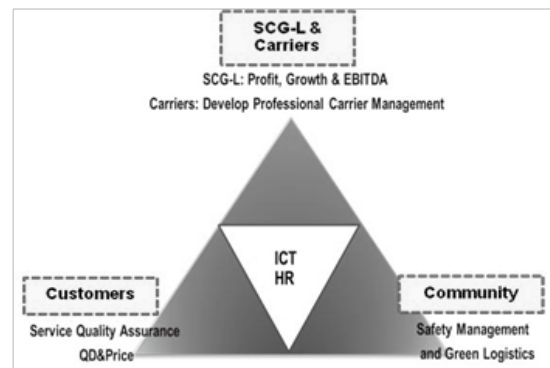 SCG-L &
Carriers
SCG-L: Profit, Growth & EBITDA
Carriers: Develop Professional Carrier Management
ICT
HR
Customers
Service Quality Assurance
QD&Price
Community
Safety Management
and Green Logistics